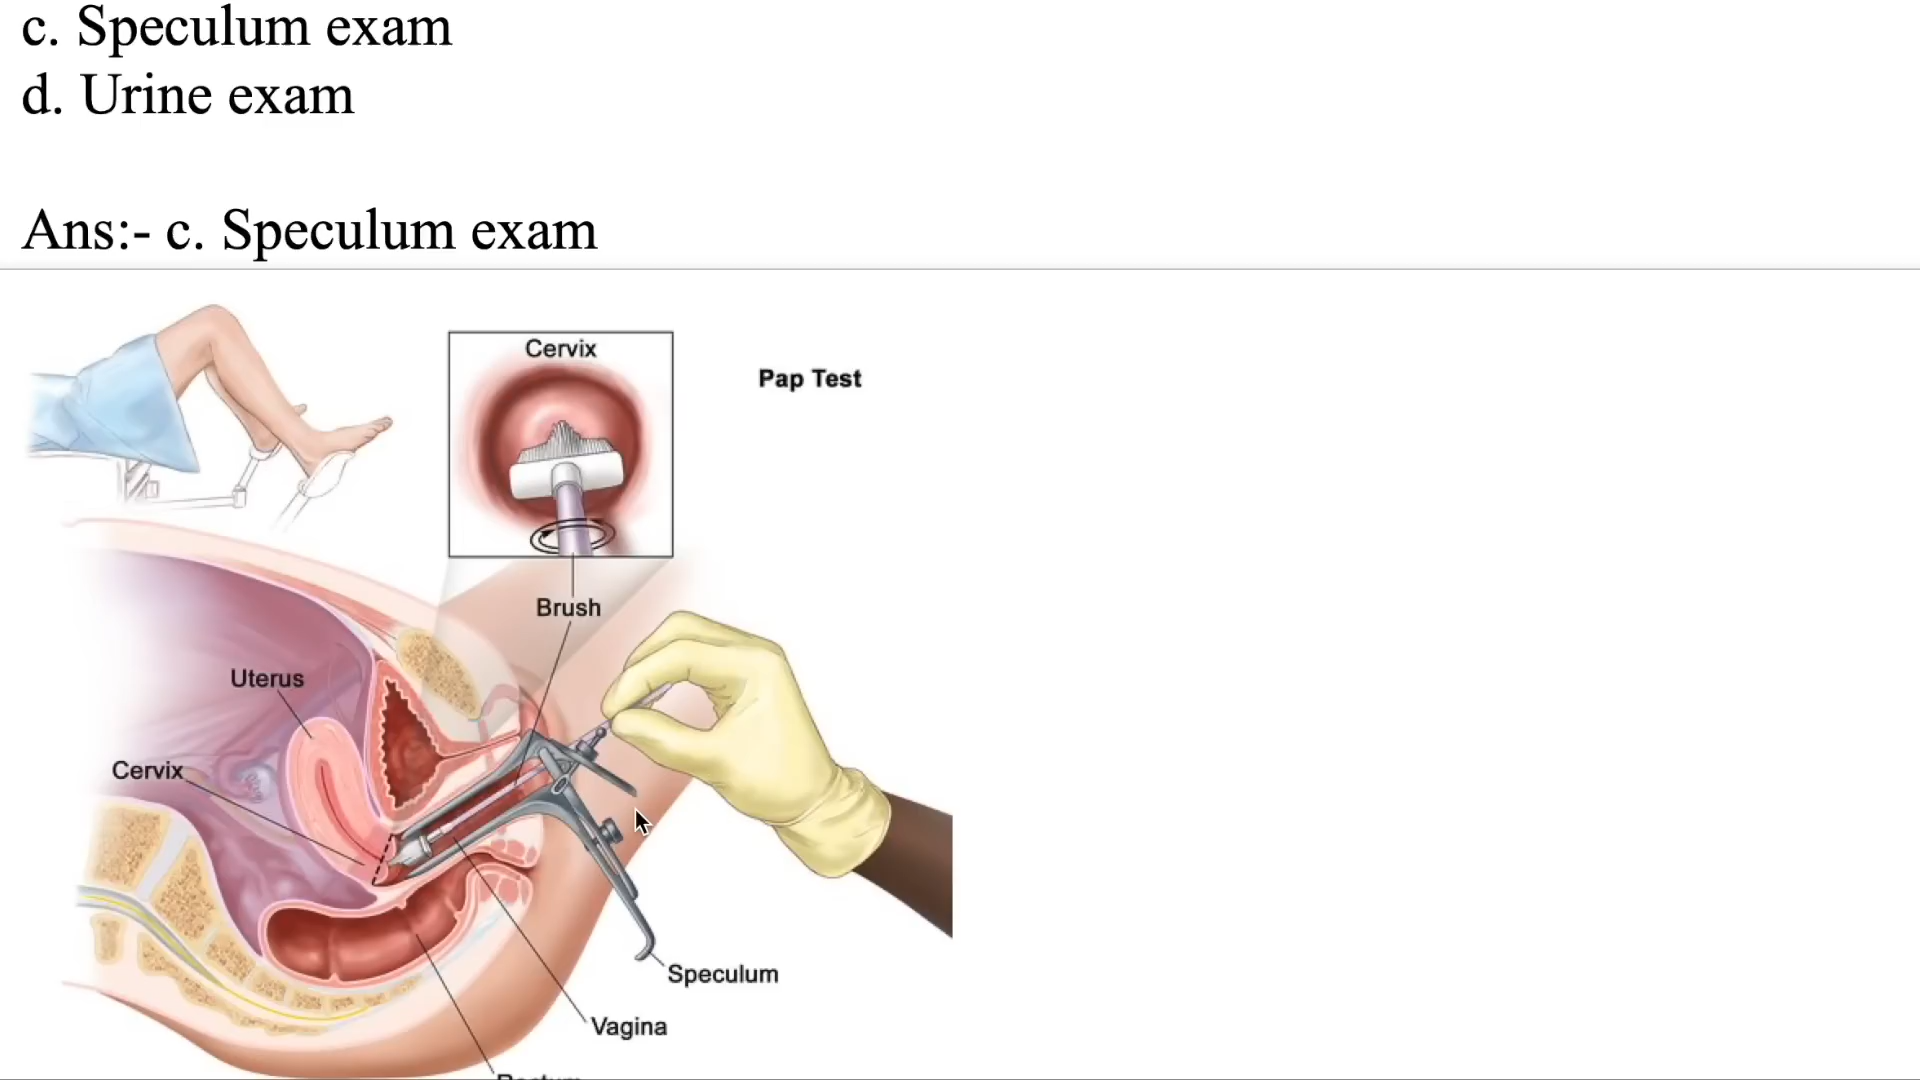 c. Speculum exam
d. Urine exam
Ans:- c. Speculum exam
Cervix
Pap Test
Brush
Uterus
Cervix
Speculum
Vagina